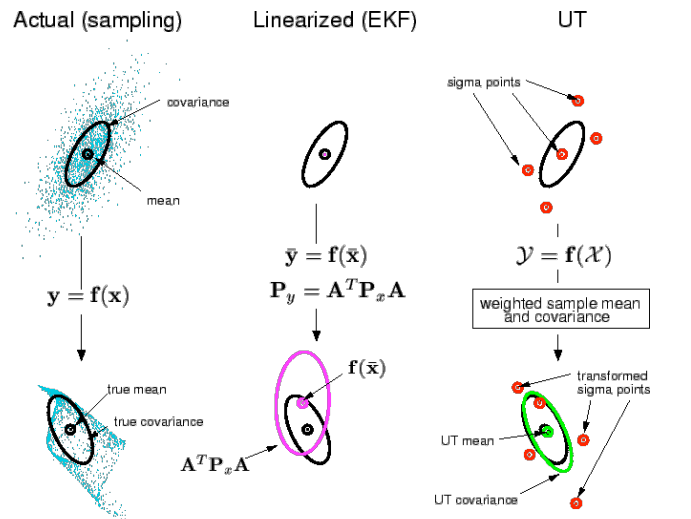 Actual (sampling)
Linearized (EKF)
UT
covariance
mean
sigma points
y = f(x)
ȳ = f(x̄)
P_y = A^T P_x A
𝒴 = f(𝒳)
weighted sample mean
and covariance
true mean
true covariance
f(x̄)
A^T P_x A
transformed
sigma points
UT mean
UT covariance